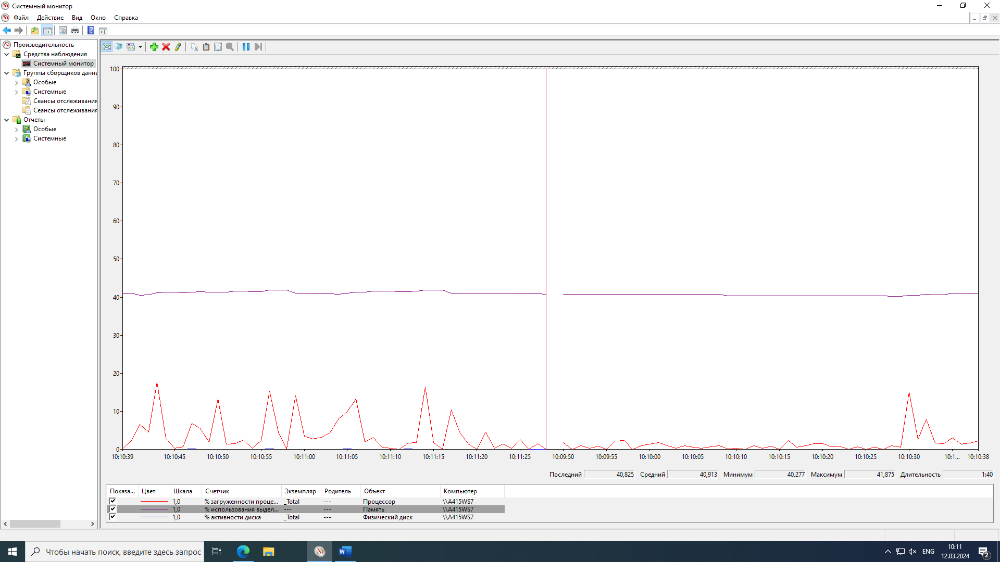 Системный монитор
Файл Действие Вид Окно Справка
Производительность
Средства наблюдения
Системный монитор
Группы сборщиков даннь
Особые
Системные
Сеансы отслеживания
Сеансы отслеживания
Отчеты
Особые
Системные
100
90
80
70
60
50
40
30
20
10
0
10:10:39 10:10:45 10:10:50 10:10:55 10:11:00 10:11:05 10:11:10 10:11:15 10:11:20 10:11:25 10:09:50 10:09:55 10:10:00 10:10:05 10:10:10 10:10:15 10:10:20 10:10:25 10:10:30 10:1... 10:10:38
Последний 40,825 Средний 40,913 Минимум 40,277 Максимум 41,875 Длительность 1:40
Показа... Цвет Шкала Счетчик Экземпляр Родитель Объект Компьютер
1,0 % загруженности проце... _Total --- Процессор \\A415WS7
1,0 % использования выдел... --- --- Память \\A415WS7
1,0 % активности диска _Total --- Физический диск \\A415WS7
Чтобы начать поиск, введите здесь запрос
ENG
10:11
12.03.2024
2